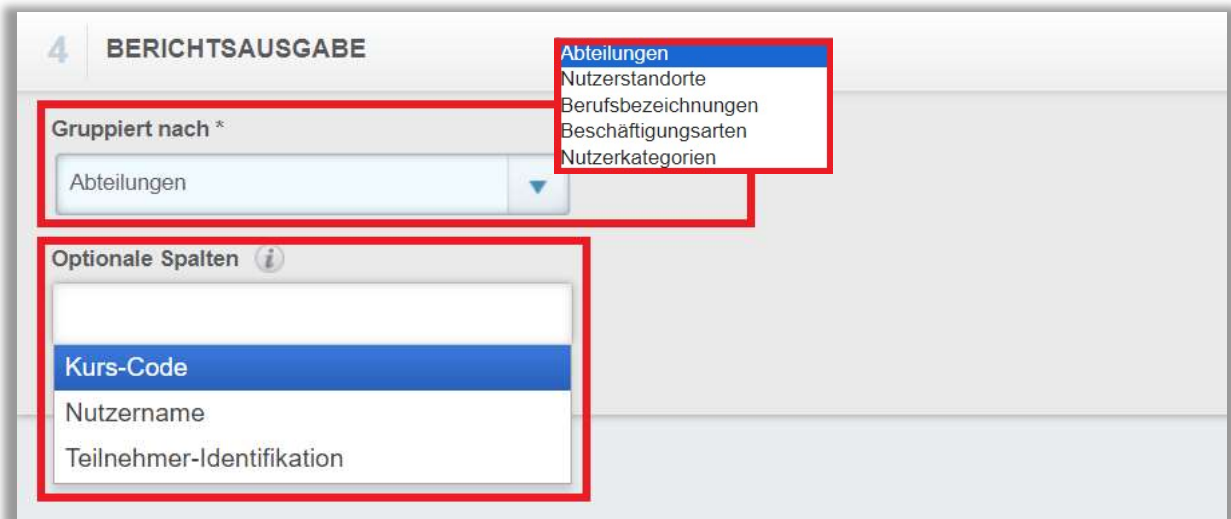 4 BERICHTSAUSGABE
Gruppiert nach *
Abteilungen
Abteilungen
Nutzerstandorte
Berufsbezeichnungen
Beschäftigungsarten
Nutzerkategorien
Optionale Spalten i
Kurs-Code
Nutzername
Teilnehmer-Identifikation